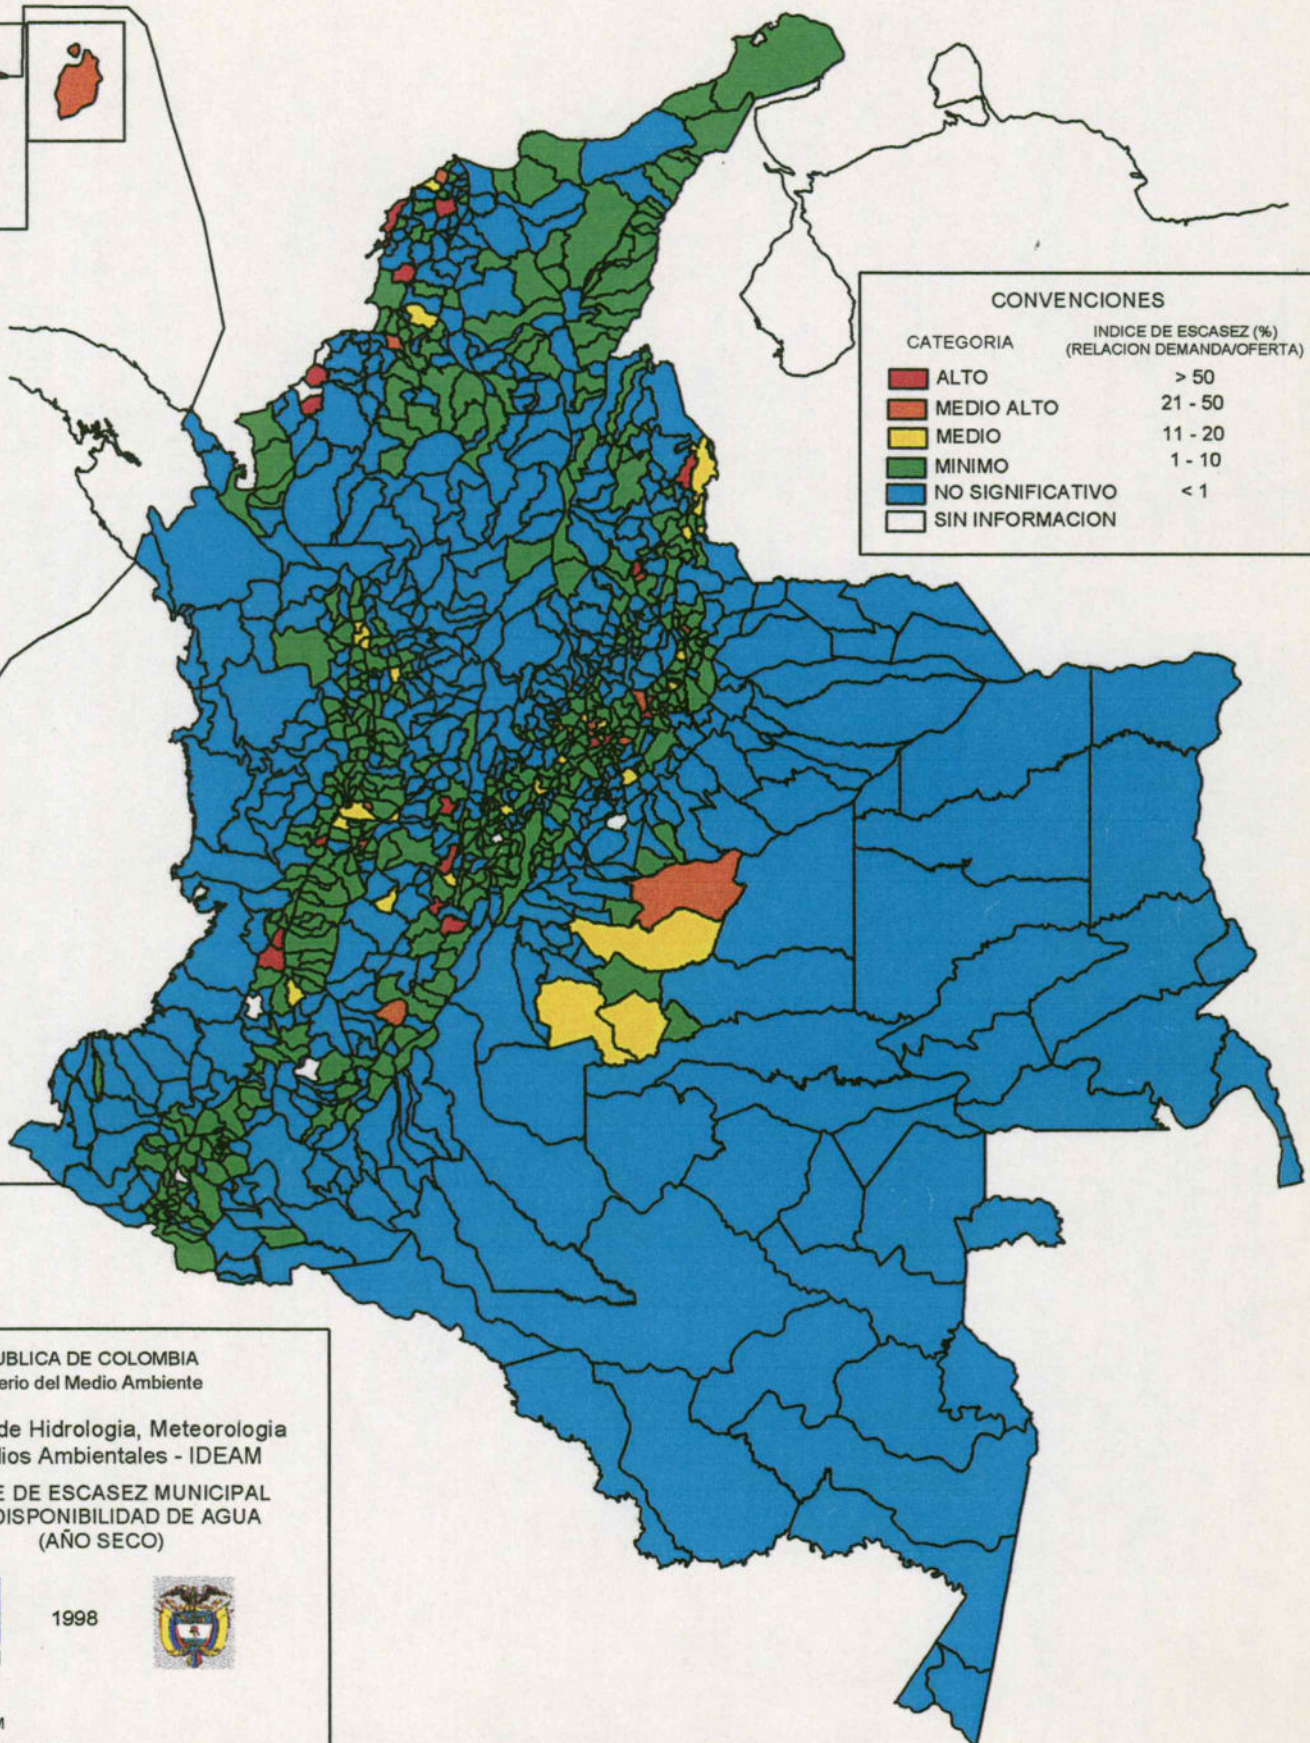 CONVENCIONES
CATEGORIA
INDICE DE ESCASEZ (%)
(RELACION DEMANDA/OFERTA)
ALTO > 50
MEDIO ALTO 21 - 50
MEDIO 11 - 20
MINIMO 1 - 10
NO SIGNIFICATIVO < 1
SIN INFORMACION
UBLICA DE COLOMBIA
erio del Medio Ambiente
de Hidrologia, Meteorologia
ios Ambientales - IDEAM
E DE ESCASEZ MUNICIPAL
DISPONIBILIDAD DE AGUA
(AÑO SECO)
1998
M